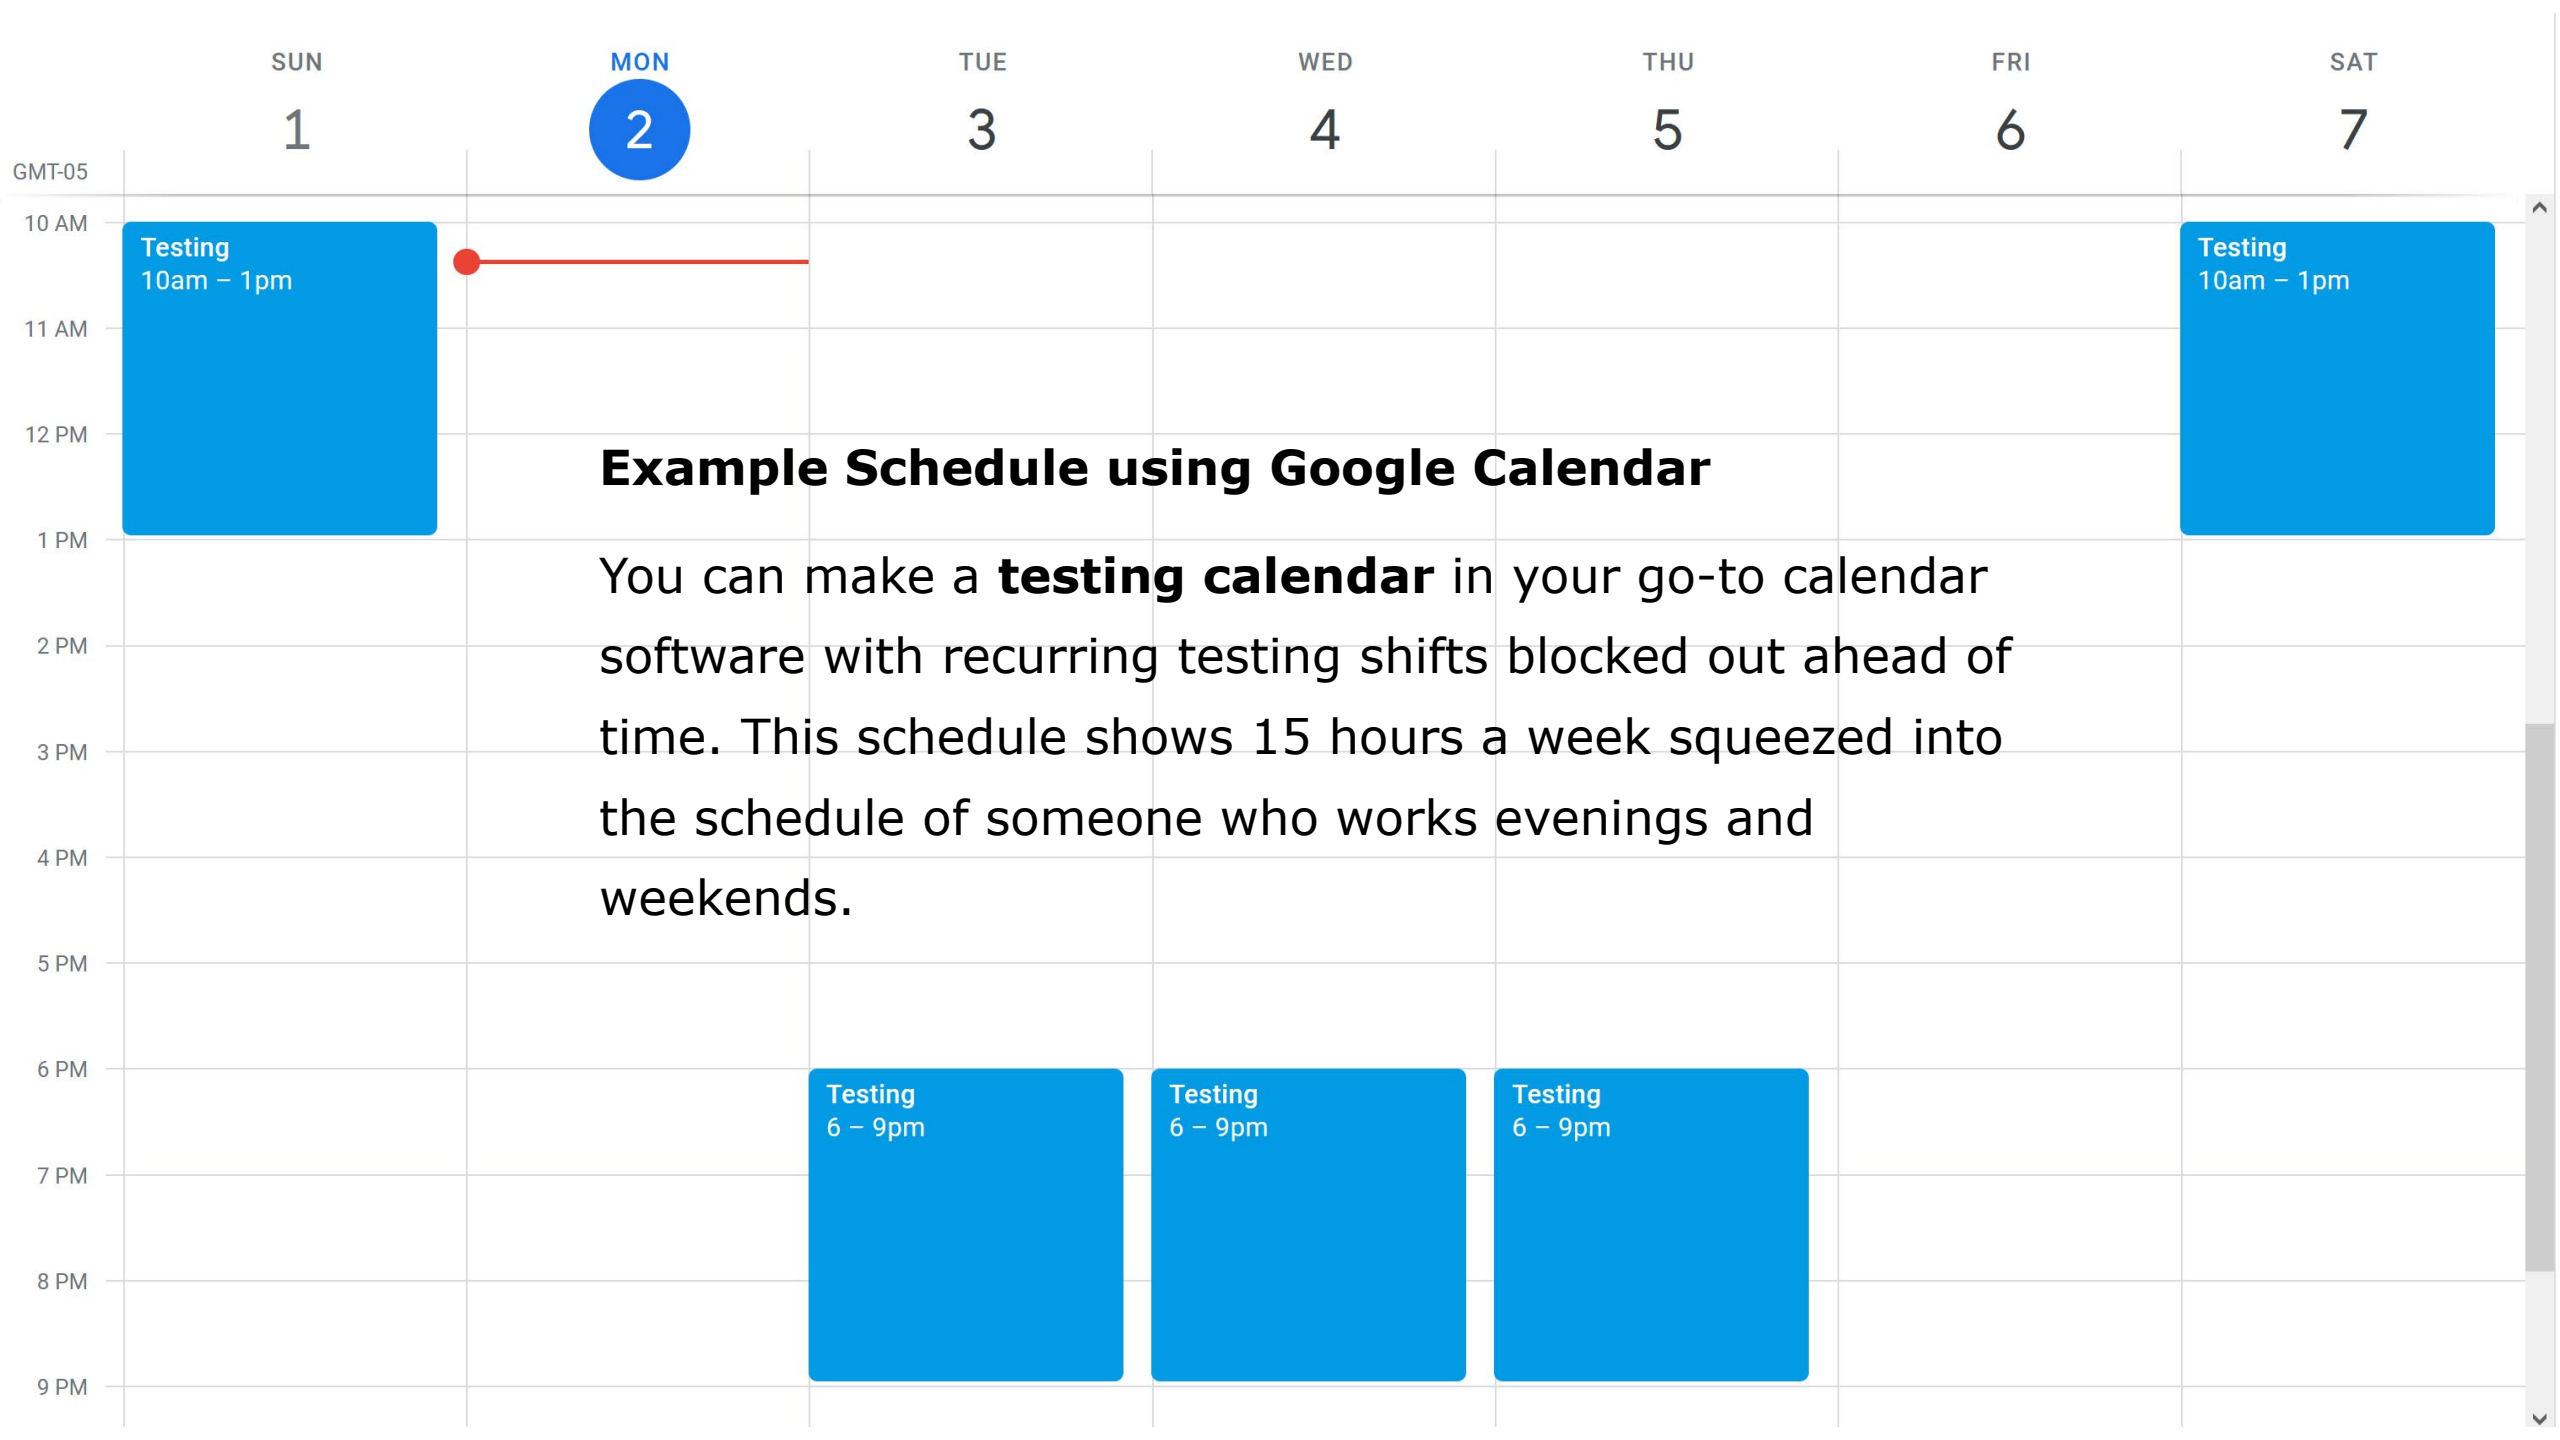 SUN MON TUE WED THU FRI SAT
1 2 3 4 5 6 7
GMT-05
10 AM
Testing
10am – 1pm
Testing
10am – 1pm
11 AM
12 PM
Example Schedule using Google Calendar
1 PM
You can make a testing calendar in your go-to calendar
2 PM
software with recurring testing shifts blocked out ahead of
3 PM
time. This schedule shows 15 hours a week squeezed into
the schedule of someone who works evenings and
4 PM
weekends.
5 PM
6 PM
Testing
6 – 9pm
Testing
6 – 9pm
Testing
6 – 9pm
7 PM
8 PM
9 PM